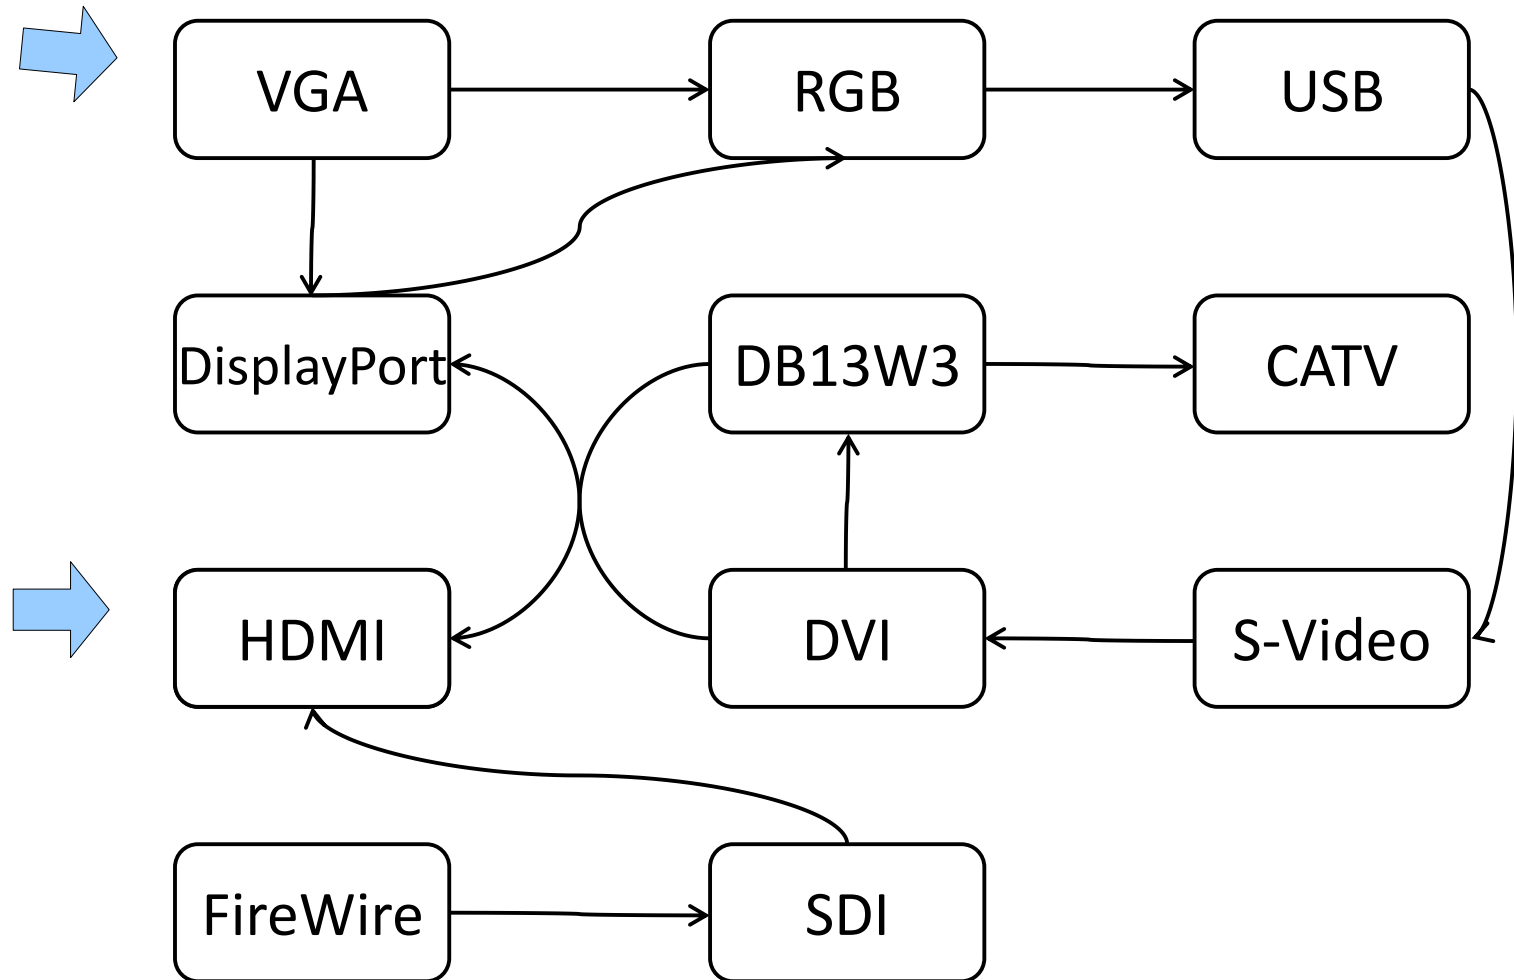 VGA
RGB
USB
DisplayPort
DB13W3
CATV
HDMI
DVI
S-Video
FireWire
SDI